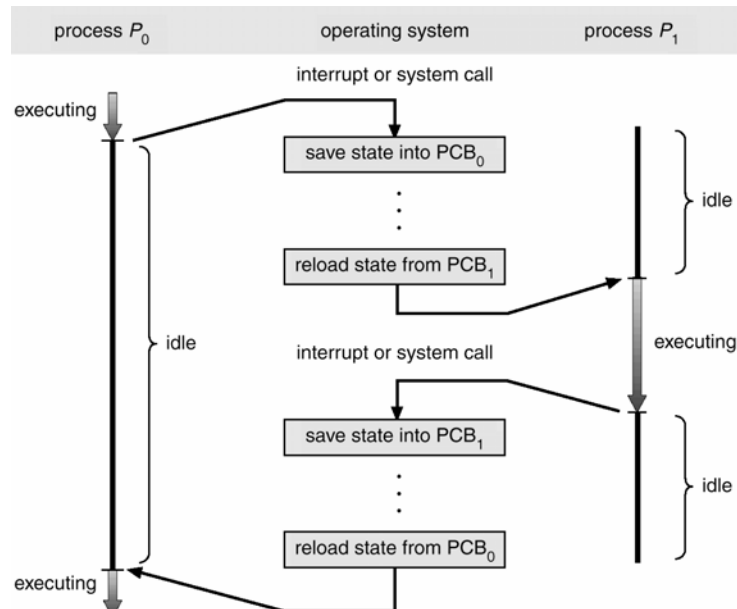 process P0 operating system process P1
interrupt or system call
executing
save state into PCB0
idle
reload state from PCB1
idle
executing
interrupt or system call
save state into PCB1
idle
reload state from PCB0
executing